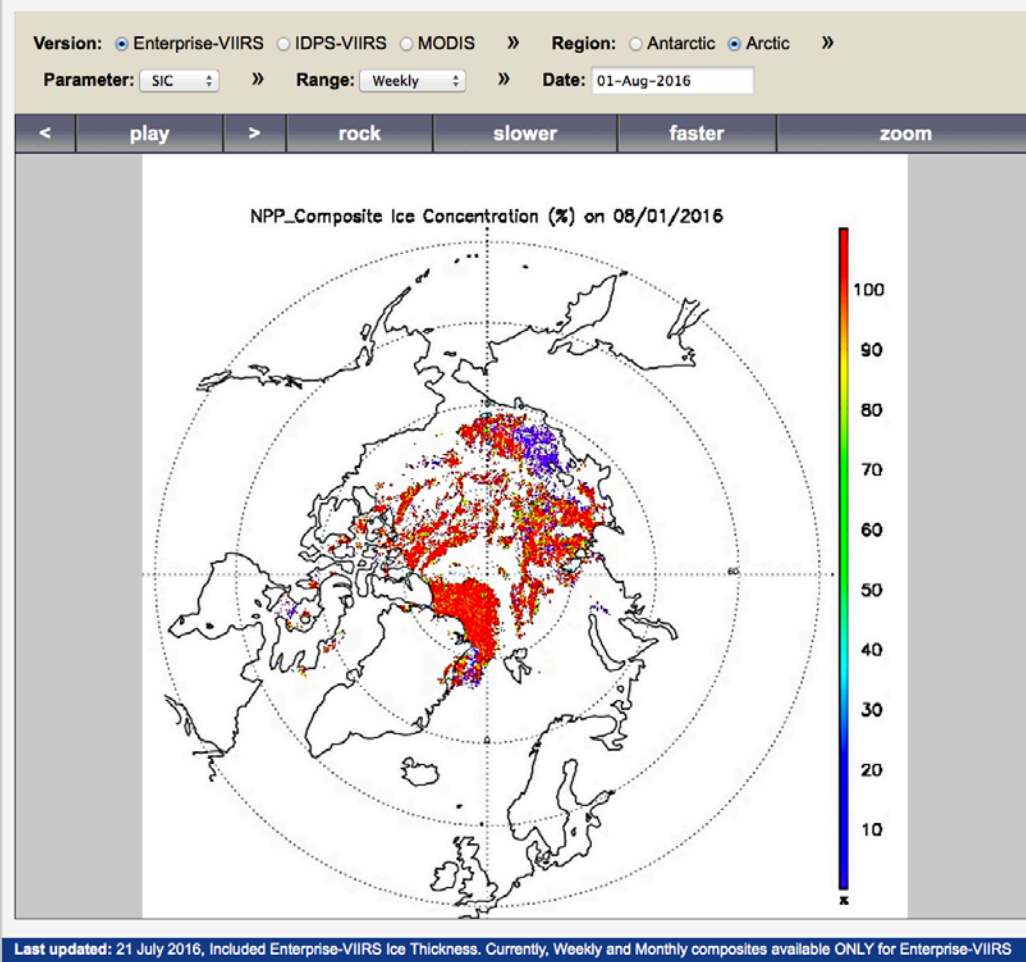 Version: Enterprise-VIIRS IDPS-VIIRS MODIS » Region: Antarctic Arctic »
Parameter: SIC » Range: Weekly » Date: 01-Aug-2016
< play > rock slower faster zoom
NPP_Composite Ice Concentration (%) on 08/01/2016
100
90
80
70
60
50
40
30
20
10
%
60
0
Last updated: 21 July 2016, Included Enterprise-VIIRS Ice Thickness. Currently, Weekly and Monthly composites available ONLY for Enterprise-VIIRS